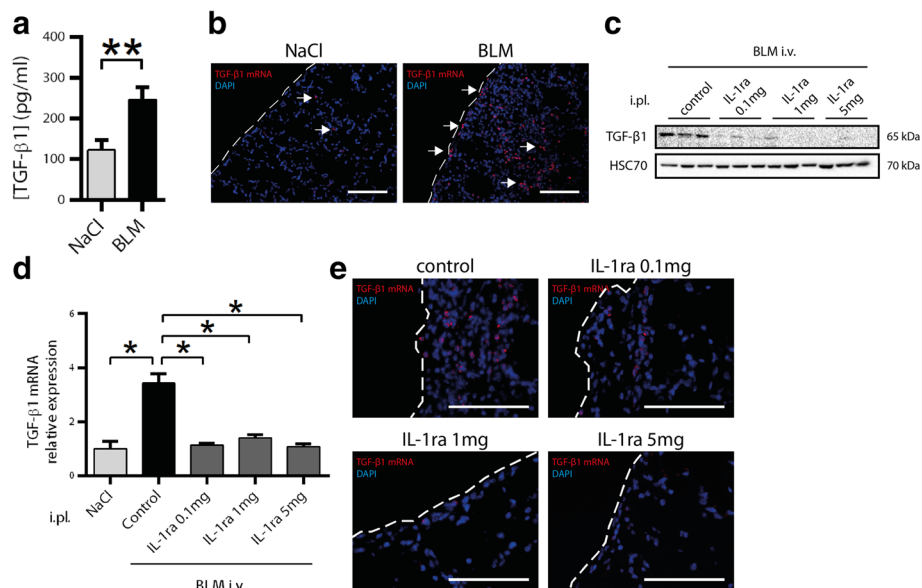 a
[TGF-β1] (pg/ml)
400
300
200
100
0
**
NaCl
BLM
b
NaCl
TGF-β1 mRNA
DAPI
BLM
TGF-β1 mRNA
DAPI
c
BLM i.v.
i.pl.
control
IL-1ra
0.1mg
IL-1ra
1mg
IL-1ra
5mg
TGF-β1
65 kDa
HSC70
70 kDa
d
TGF-β1 mRNA
relative expression
6
4
2
0
*
*
*
*
i.pl.
NaCl
Control
IL-1ra 0.1mg
IL-1ra 1mg
IL-1ra 5mg
BLM i.v.
e
control
TGF-β1 mRNA
DAPI
IL-1ra 0.1mg
TGF-β1 mRNA
DAPI
IL-1ra 1mg
TGF-β1 mRNA
DAPI
IL-1ra 5mg
TGF-β1 mRNA
DAPI